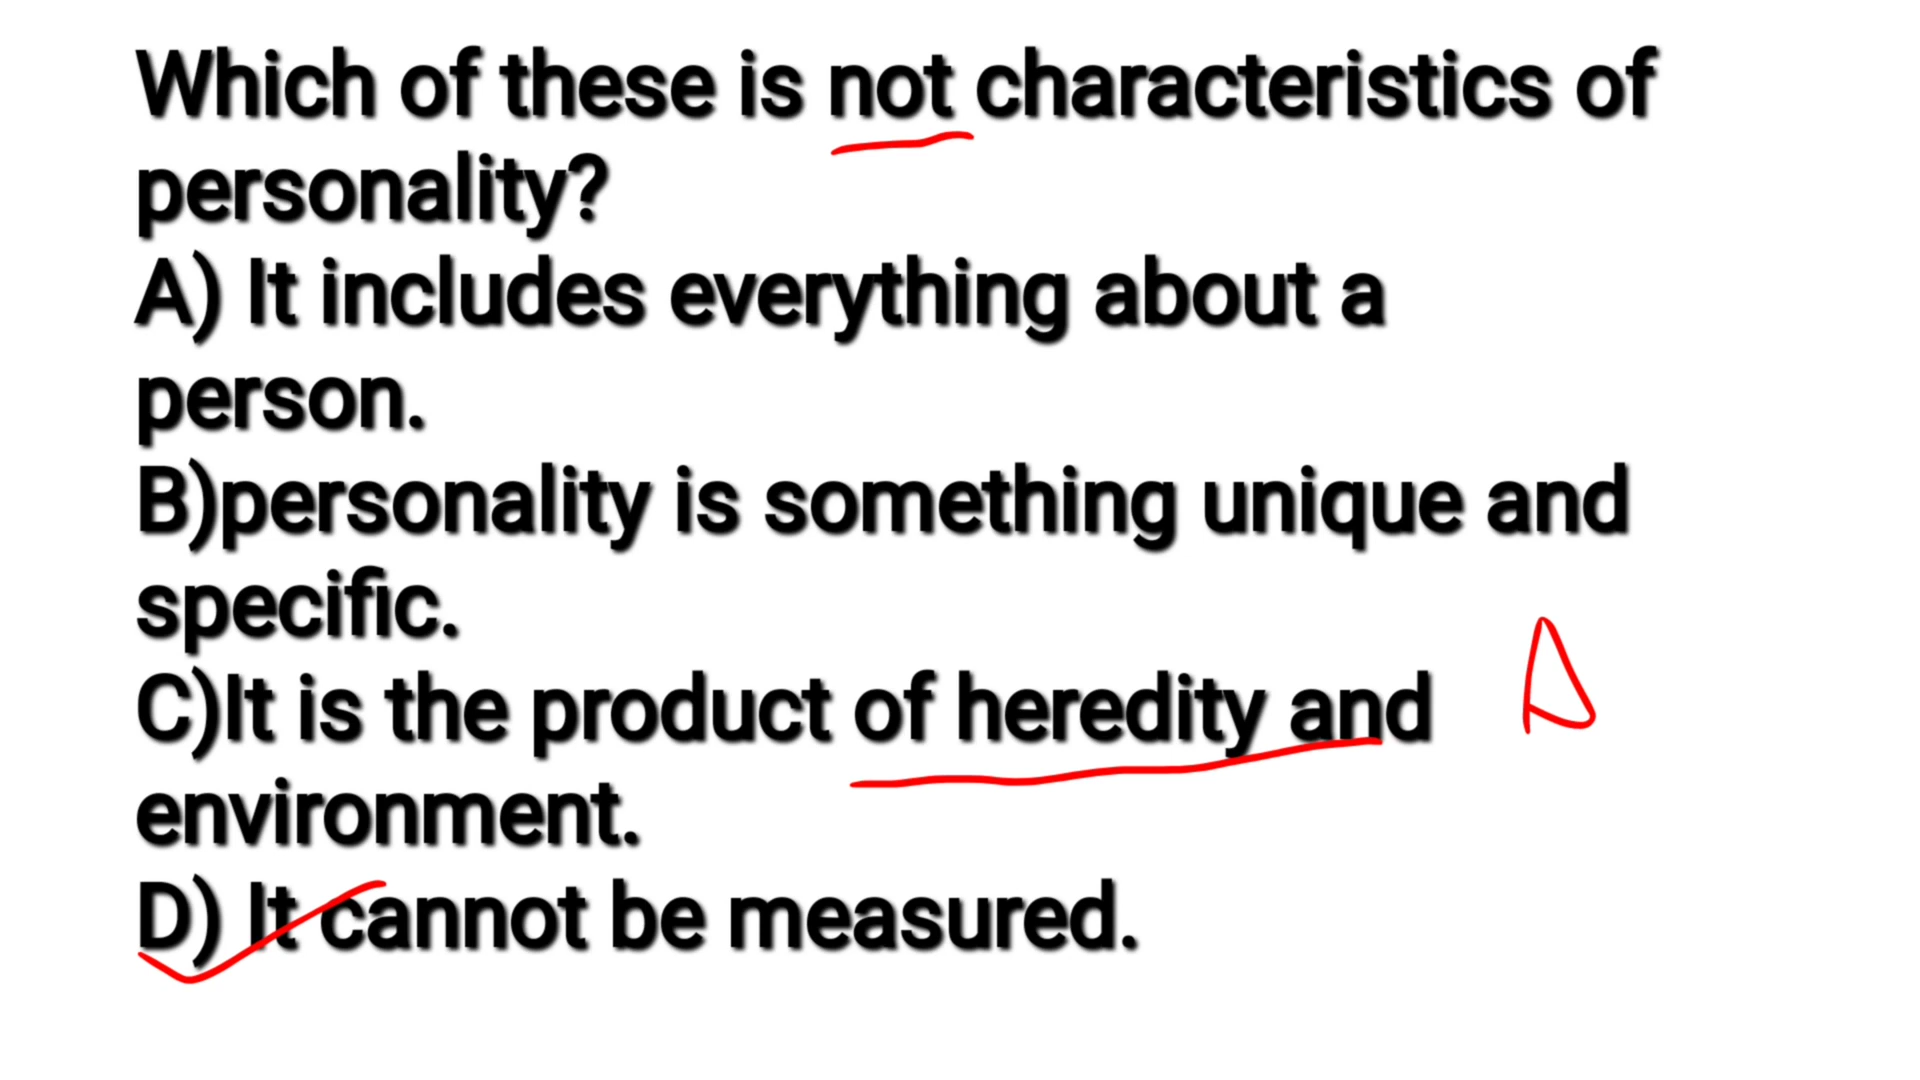 Which of these is not characteristics of
personality?
A) It includes everything about a
person.
B)personality is something unique and
specific.
C)It is the product of heredity and
environment.
D) It cannot be measured.